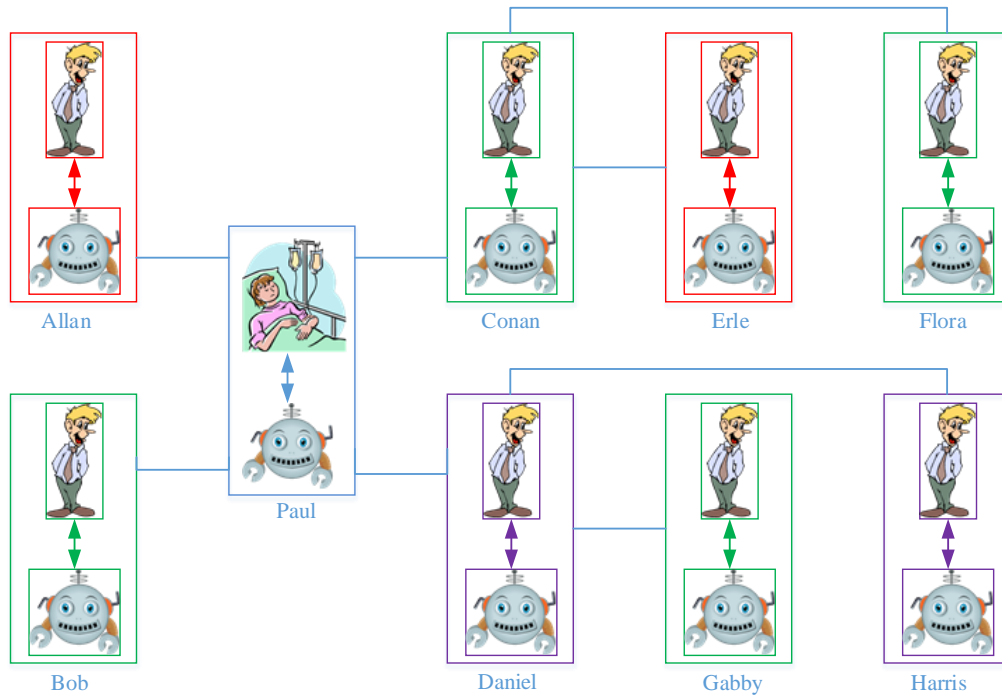 Allan
Conan
Erle
Flora
Paul
Bob
Daniel
Gabby
Harris